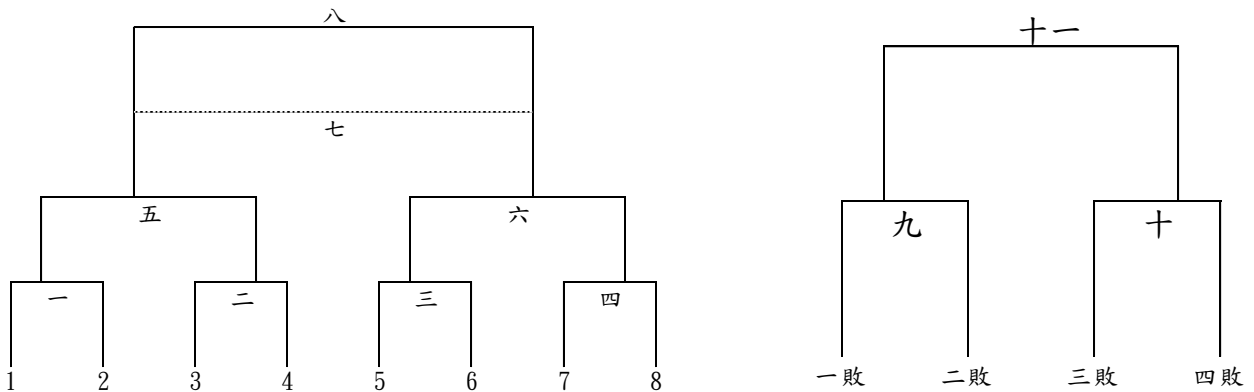 八
十一
七
五 六
九 十
一 二 三 四
1 2 3 4 5 6 7 8
一敗 二敗 三敗 四敗